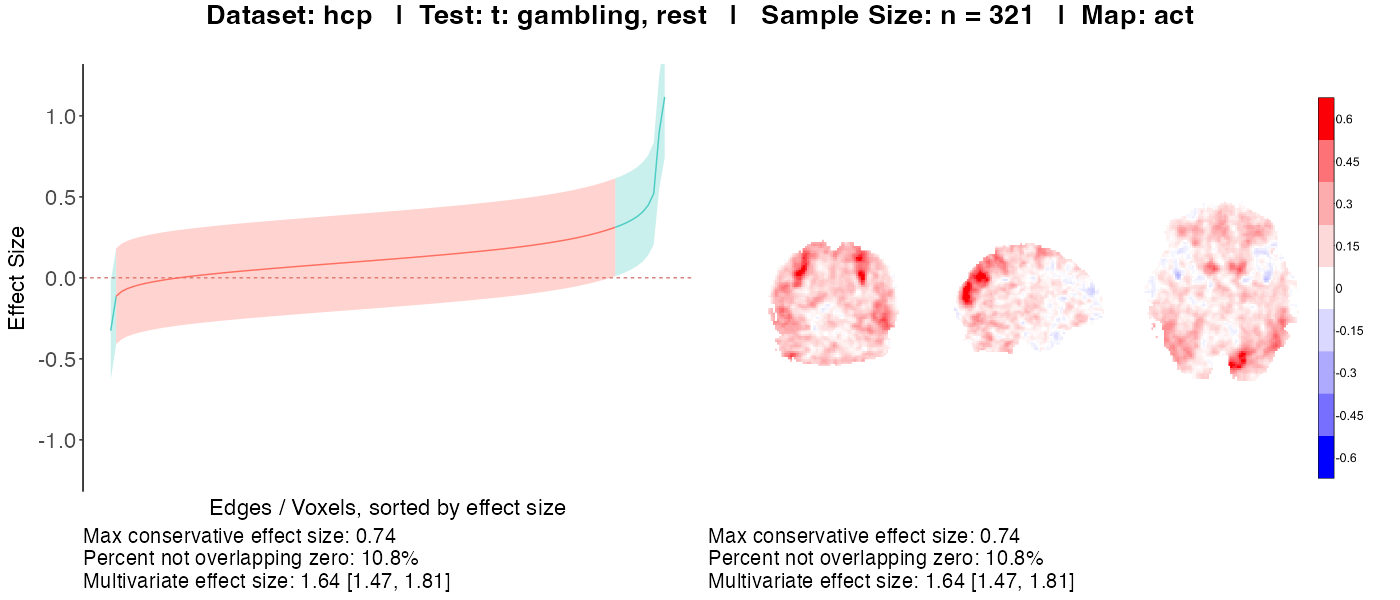 Dataset: hcp | Test: t: gambling, rest | Sample Size: n = 321 | Map: act
Effect Size
1.0
0.5
0.0
-0.5
-1.0
Edges / Voxels, sorted by effect size
Max conservative effect size: 0.74
Percent not overlapping zero: 10.8%
Multivariate effect size: 1.64 [1.47, 1.81]
0.6
0.45
0.3
0.15
0
-0.15
-0.3
-0.45
-0.6
Max conservative effect size: 0.74
Percent not overlapping zero: 10.8%
Multivariate effect size: 1.64 [1.47, 1.81]